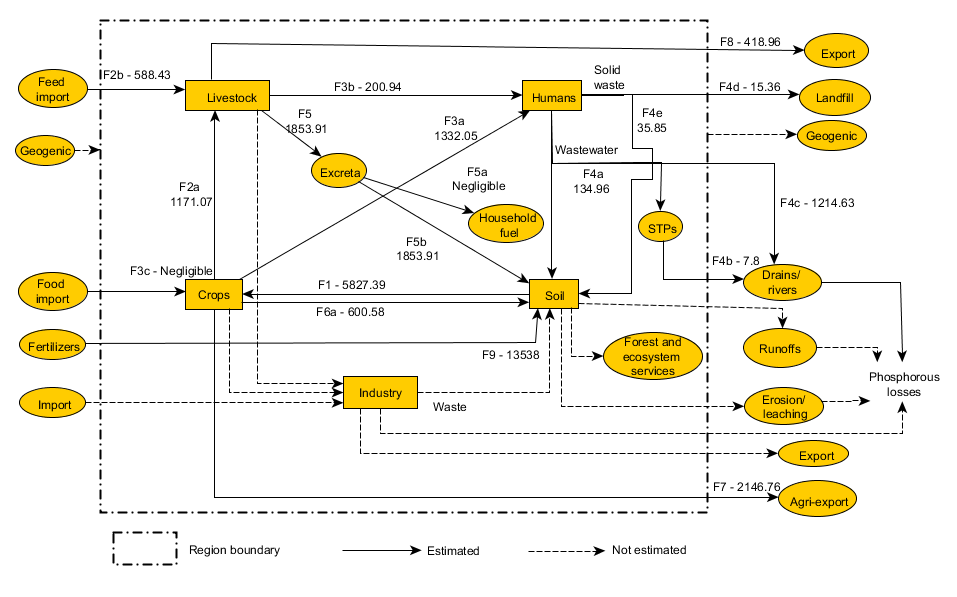 F8 - 418.96
Export
Feed
import
F2b - 588.43
Livestock
F3b - 200.94
Humans
Solid
waste
F4d - 15.36
Landfill
F5
1853.91
F3a
1332.05
F4e
35.85
Geogenic
Geogenic
Excreta
F5a
Negligible
Wastewater
F4a
134.96
F2a
1171.07
Household
fuel
STPs
F4c - 1214.63
F5b
1853.91
F4b - 7.8
F3c - Negligible
Food
import
Crops
F1 - 5827.39
F6a - 600.58
Soil
Drains/
rivers
Fertilizers
F9 - 13538
Forest and
ecosystem
services
Runoffs
Phosphorous
losses
Import
Industry
Waste
Erosion/
leaching
Export
F7 - 2146.76
Agri-export
Region boundary
Estimated
Not estimated